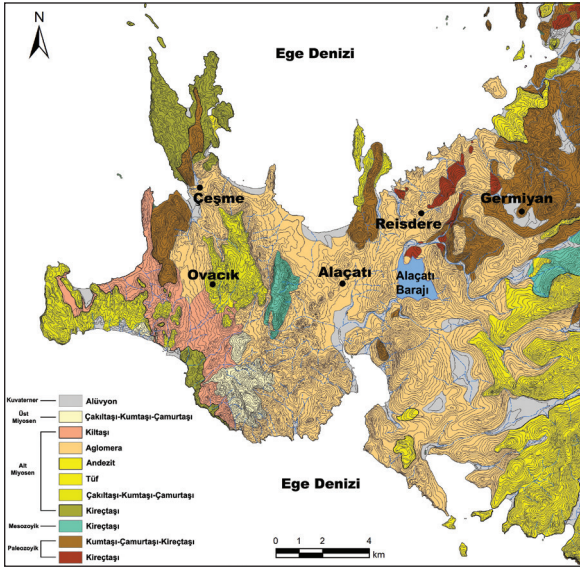 N
Ege Denizi
Çeşme
Germiyan
Reisdere
Ovacık
Alaçatı
Alaçatı
Barajı
Ege Denizi
Kuvaterner
Alüvyon
Üst
Miyosen
Çakıltaşı-Kumtaşı-Çamurtaşı
Kiltaşı
Aglomera
Alt
Miyosen
Andezit
Tüf
Çakıltaşı-Kumtaşı-Çamurtaşı
Kireçtaşı
Mesozoyik
Kireçtaşı
Paleozoyik
Kumtaşı-Çamurtaşı-Kireçtaşı
Kireçtaşı
0 1 2 4
km